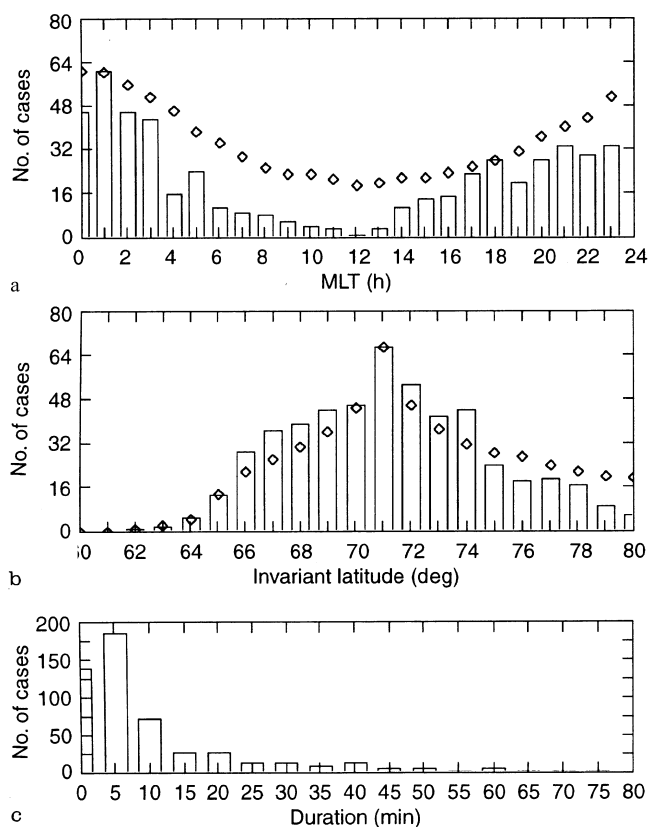 80
64
48
32
16
0
No. of cases
0 2 4 6 8 10 12 14 16 18 20 22 24
MLT (h)
a
80
64
48
32
16
0
No. of cases
60 62 64 66 68 70 72 74 76 78 80
Invariant latitude (deg)
b
200
150
100
50
0
No. of cases
0 5 10 15 20 25 30 35 40 45 50 55 60 65 70 75 80
Duration (min)
c